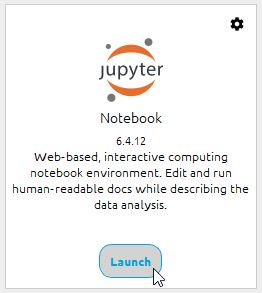 jupyter
Notebook
6.4.12
Web-based, interactive computing
notebook environment. Edit and run
human-readable docs while describing the
data analysis.
Launch